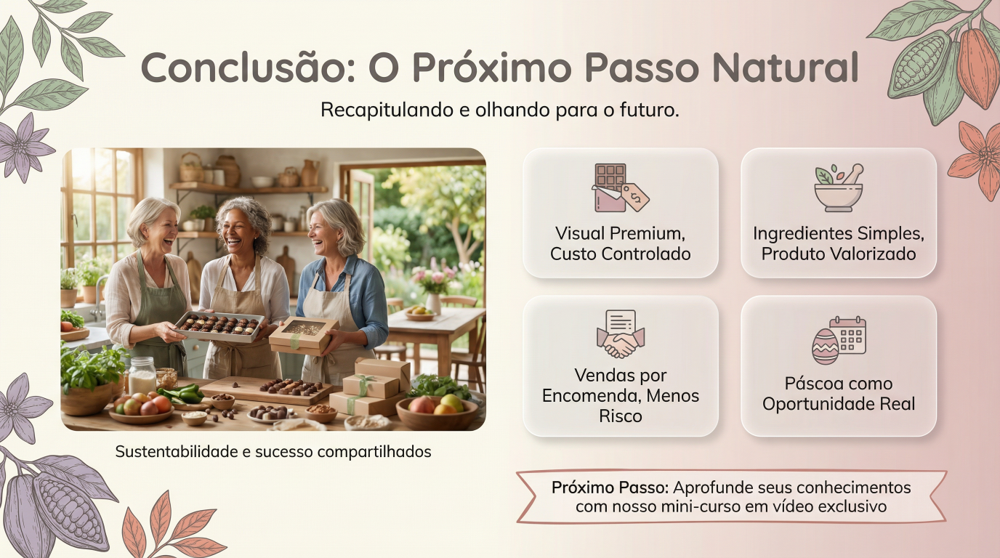 Conclusão: O Próximo Passo Natural
Recapitulando e olhando para o futuro.
Visual Premium,
Custo Controlado
Ingredientes Simples,
Produto Valorizado
Vendas por
Encomenda, Menos
Risco
Páscoa como
Oportunidade Real
Sustentabilidade e sucesso compartilhados
Próximo Passo: Aprofunde seus conhecimentos
com nosso mini-curso em vídeo exclusivo